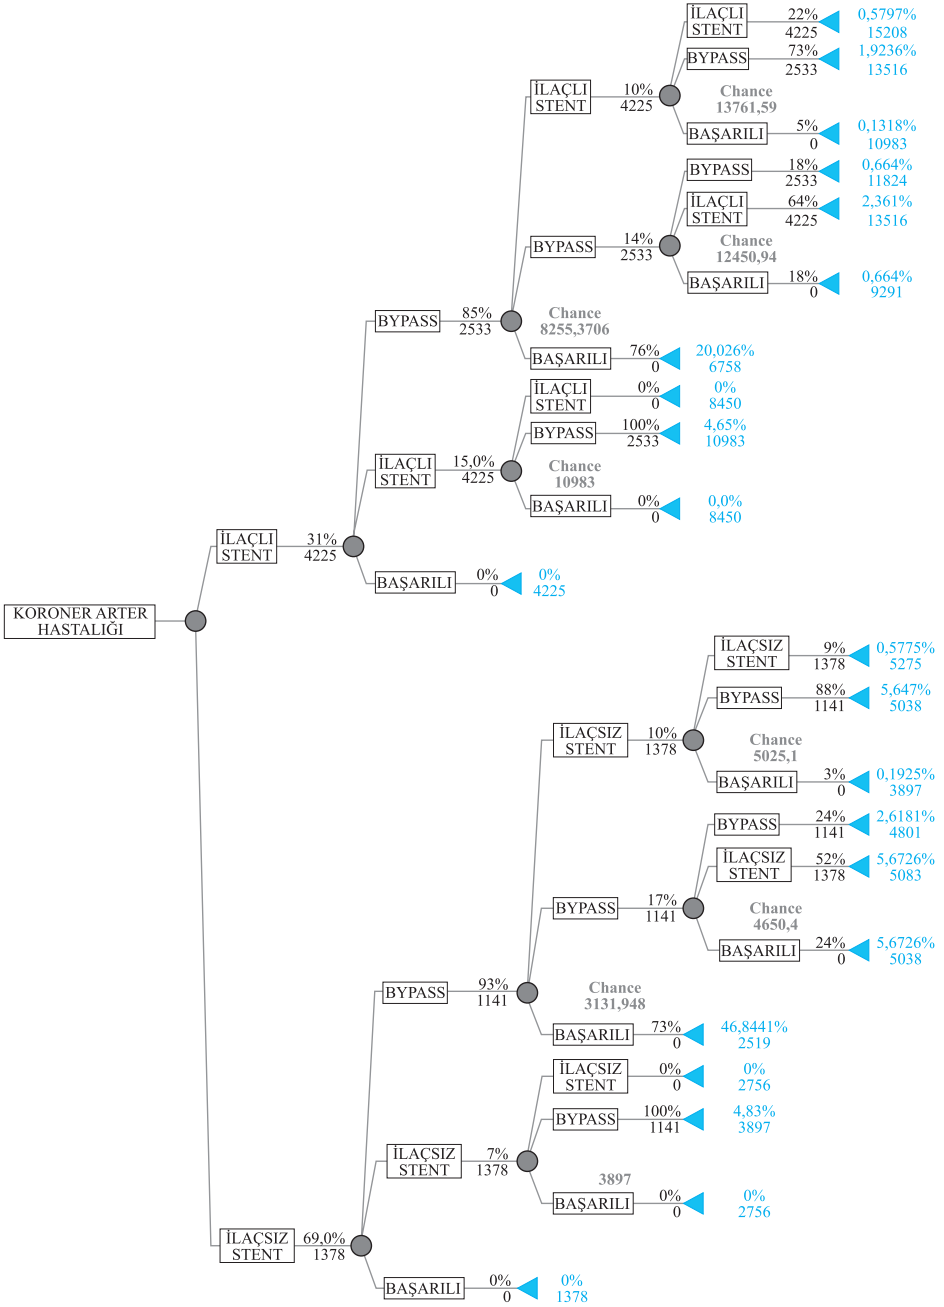 İLAÇLI
STENT
22%
4225
0,5797%
15208
BYPASS
73%
2533
1,9236%
13516
İLAÇLI
STENT
10%
4225
Chance
13761,59
BAŞARILI
5%
0
0,1318%
10983
BYPASS
18%
2533
0,664%
11824
İLAÇLI
STENT
64%
4225
2,361%
13516
BYPASS
14%
2533
Chance
12450,94
BAŞARILI
18%
0
0,664%
9291
BYPASS
85%
2533
Chance
8255,3706
BAŞARILI
76%
0
20,026%
6758
İLAÇLI
STENT
0%
0
0%
8450
BYPASS
100%
2533
4,65%
10983
İLAÇLI
STENT
15,0%
4225
Chance
10983
BAŞARILI
0%
0
0,0%
8450
İLAÇLI
STENT
31%
4225
BAŞARILI
0%
0
0%
4225
KORONER ARTER
HASTALIĞI
İLAÇSIZ
STENT
9%
1378
0,5775%
5275
BYPASS
88%
1141
5,647%
5038
İLAÇSIZ
STENT
10%
1378
Chance
5025,1
BAŞARILI
3%
0
0,1925%
3897
BYPASS
24%
1141
2,6181%
4801
İLAÇSIZ
STENT
52%
1378
5,6726%
5083
BYPASS
17%
1141
Chance
4650,4
BAŞARILI
24%
0
5,6726%
5038
BYPASS
93%
1141
Chance
3131,948
BAŞARILI
73%
0
46,8441%
2519
İLAÇSIZ
STENT
0%
0
0%
2756
BYPASS
100%
1141
4,83%
3897
İLAÇSIZ
STENT
7%
1378
3897
BAŞARILI
0%
0
0%
2756
İLAÇSIZ
STENT
69,0%
1378
BAŞARILI
0%
0
0%
1378